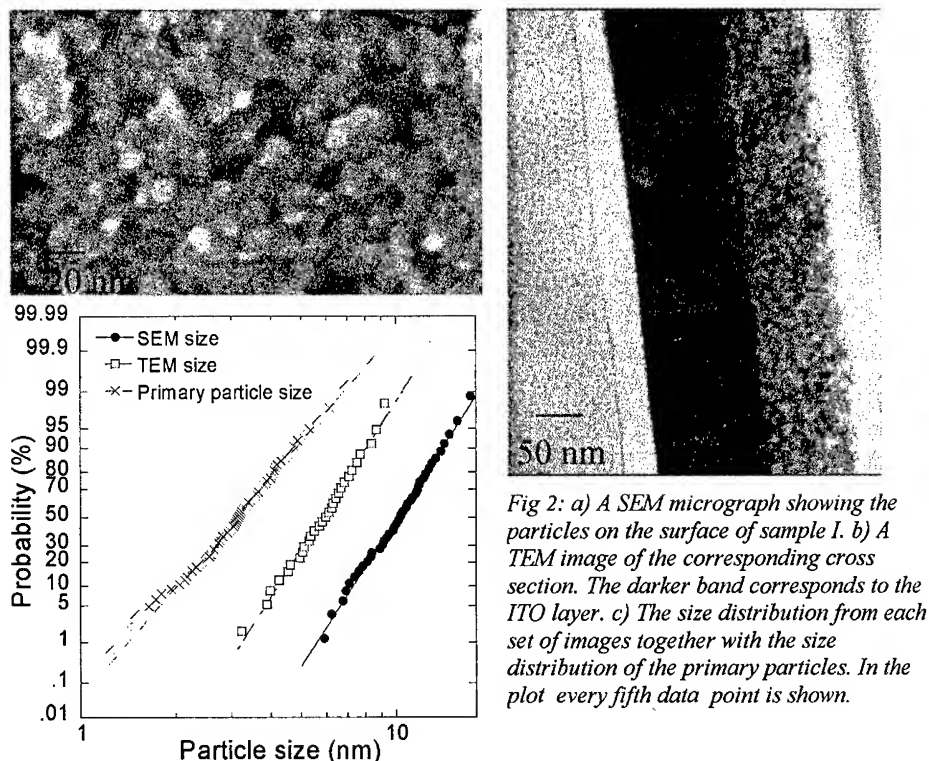 20 nm
50 nm
99.99
99.9
99
95
90
80
70
50
30
20
10
5
1
.1
.01
Probability (%)
SEM size
TEM size
Primary particle size
1
10
Particle size (nm)
Fig 2: a) A SEM micrograph showing the
particles on the surface of sample I. b) A
TEM image of the corresponding cross
section. The darker band corresponds to the
ITO layer. c) The size distribution from each
set of images together with the size
distribution of the primary particles. In the
plot every fifth data point is shown.